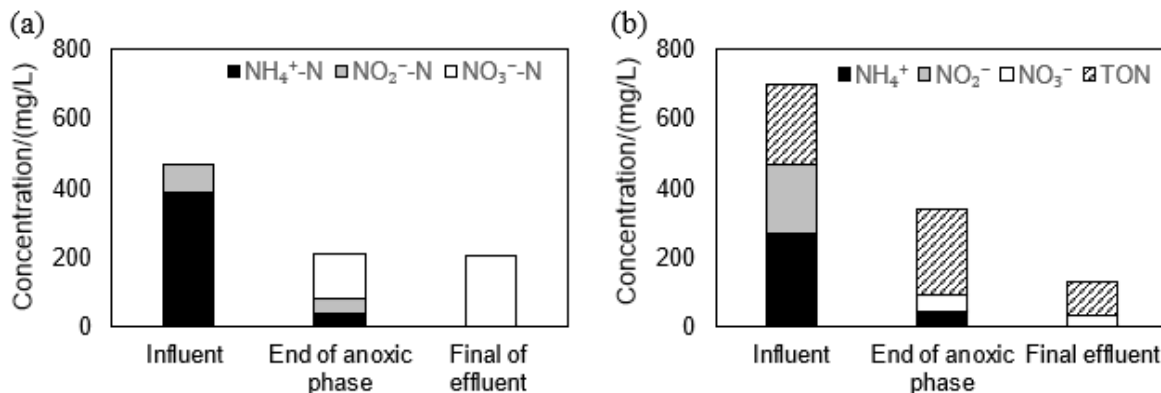 (a)
Concentration/(mg/L)
800
600
400
200
0
NH₄⁺-N NO₂⁻-N NO₃⁻-N
Influent
End of anoxic
phase
Final of
effluent
(b)
Concentration/(mg/L)
800
600
400
200
0
NH₄⁺ NO₂⁻ NO₃⁻ TON
Influent
End of anoxic
phase
Final effluent